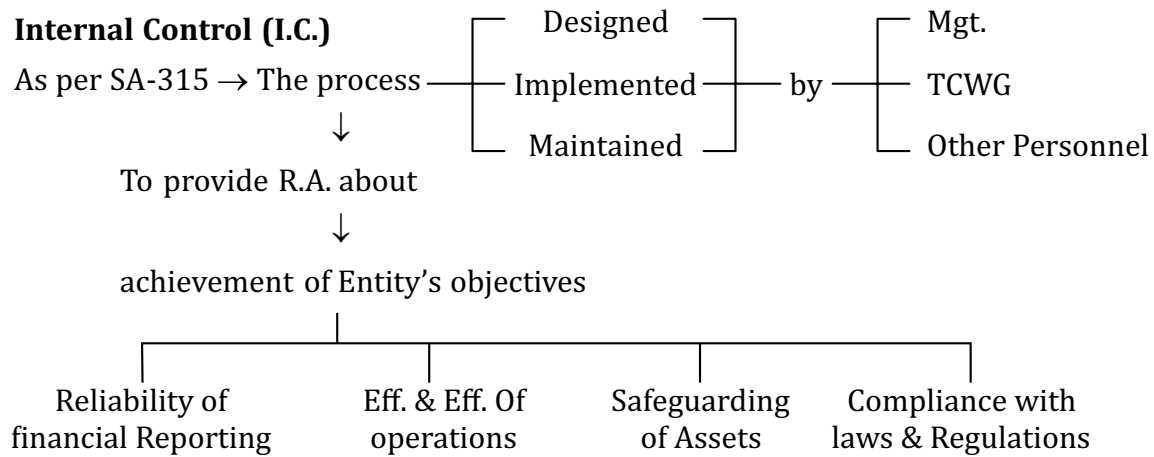 Internal Control (I.C.)
As per SA-315 → The process
Designed
Implemented
Maintained
by
Mgt.
TCWG
Other Personnel
↓
To provide R.A. about
↓
achievement of Entity’s objectives
Reliability of
financial Reporting
Eff. & Eff. Of
operations
Safeguarding
of Assets
Compliance with
laws & Regulations